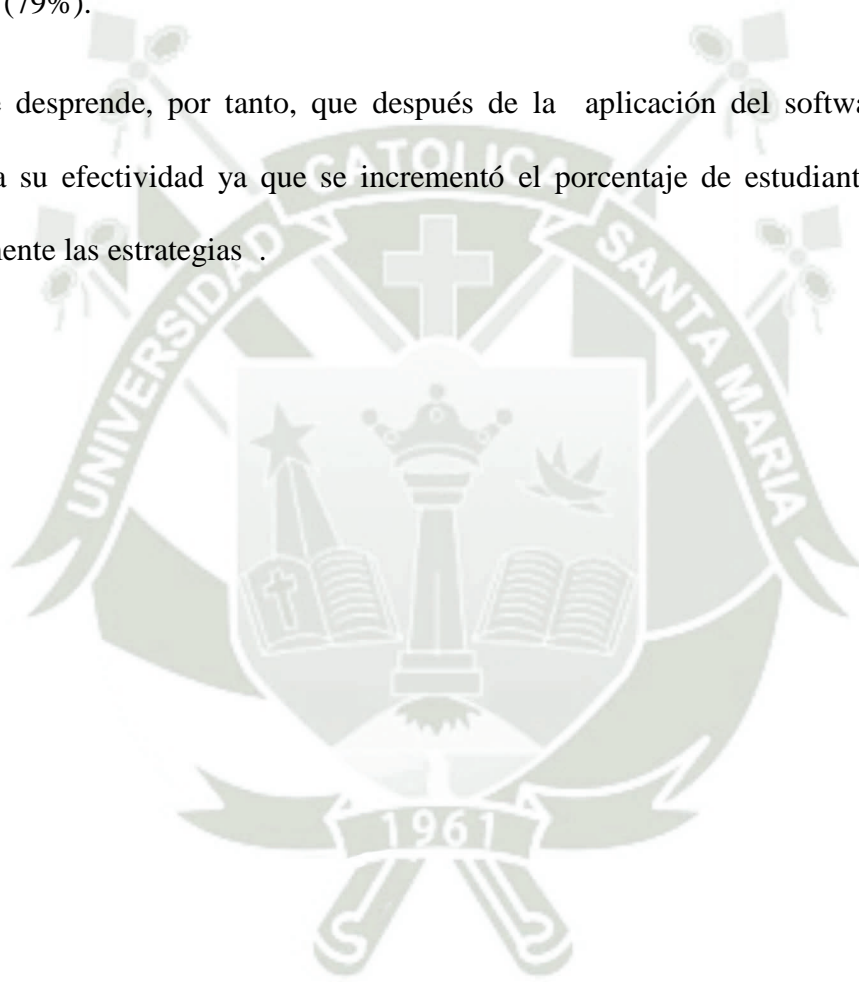 (79%).
desprende, por tanto, que después de la aplicación del softwa
a su efectividad ya que se incrementó el porcentaje de estudiant
ente las estrategias .
UNIVERSIDAD CATOLICA SANTA MARIA
1961